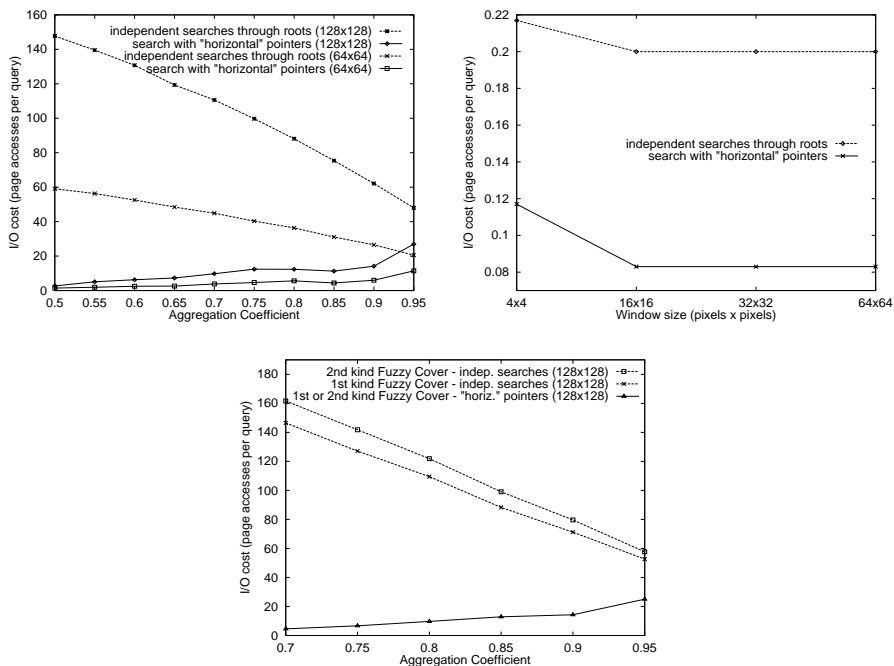 160
140
120
100
80
60
40
20
0
I/O cost (page accesses per query)
independent searches through roots (128x128)
search with "horizontal" pointers (128x128)
independent searches through roots (64x64)
search with "horizontal" pointers (64x64)
0.5 0.55 0.6 0.65 0.7 0.75 0.8 0.85 0.9 0.95
Aggregation Coefficient
0.22
0.2
0.18
0.16
0.14
0.12
0.1
0.08
I/O cost (page accesses per query)
independent searches through roots
search with "horizontal" pointers
4x4 16x16 32x32 64x64
Window size (pixels x pixels)
180
160
140
120
100
80
60
40
20
0
I/O cost (page accesses per query)
2nd kind Fuzzy Cover - indep. searches (128x128)
1st kind Fuzzy Cover - indep. searches (128x128)
1st or 2nd kind Fuzzy Cover - "horiz." pointers (128x128)
0.7 0.75 0.8 0.85 0.9 0.95
Aggregation Coefficient